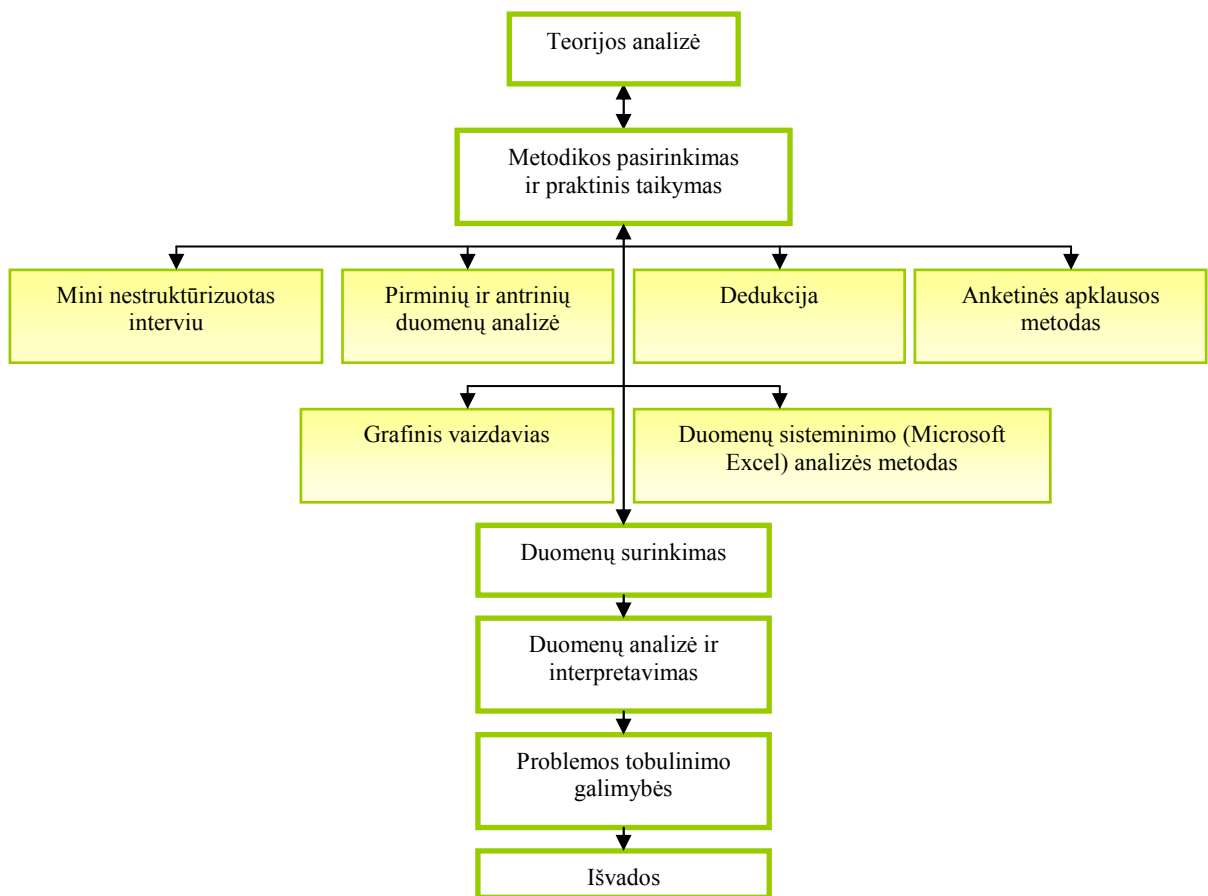 Teorijos analizė
Metodikos pasirinkimas
ir praktinis taikymas
Mini nestruktūrizuotas
interviu
Pirminių ir antrinių
duomenų analizė
Dedukcija
Anketinės apklausos
metodas
Grafinis vaizdavias
Duomenų sisteminimo (Microsoft
Excel) analizės metodas
Duomenų surinkimas
Duomenų analizė ir
interpretavimas
Problemos tobulinimo
galimybės
Išvados